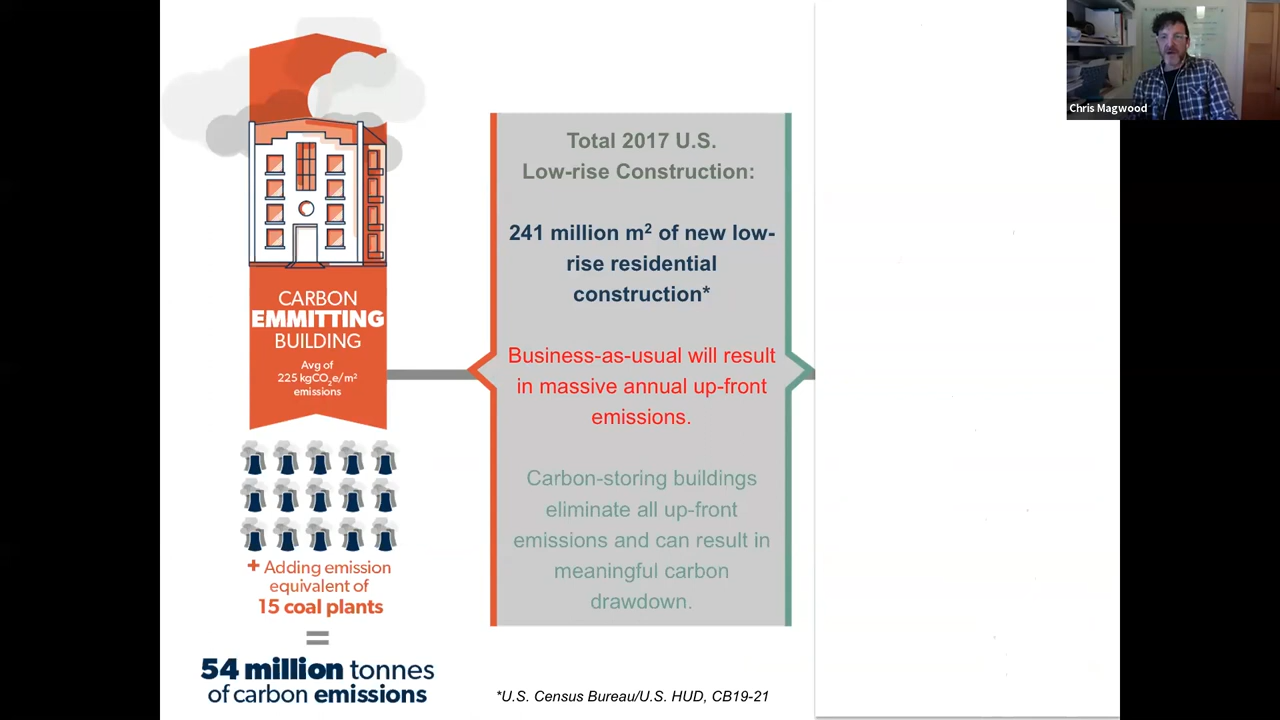 CARBON
EMMITTING
BUILDING
Avg of
225 kgCO2e/m²
emissions
+ Adding emission
equivalent of
15 coal plants
=
54 million tonnes
of carbon emissions
Total 2017 U.S.
Low-rise Construction:
241 million m² of new low-
rise residential
construction*
Business-as-usual will result
in massive annual up-front
emissions.
Carbon-storing buildings
eliminate all up-front
emissions and can result in
meaningful carbon
drawdown.
*U.S. Census Bureau/U.S. HUD, CB19-21
Chris Magwood